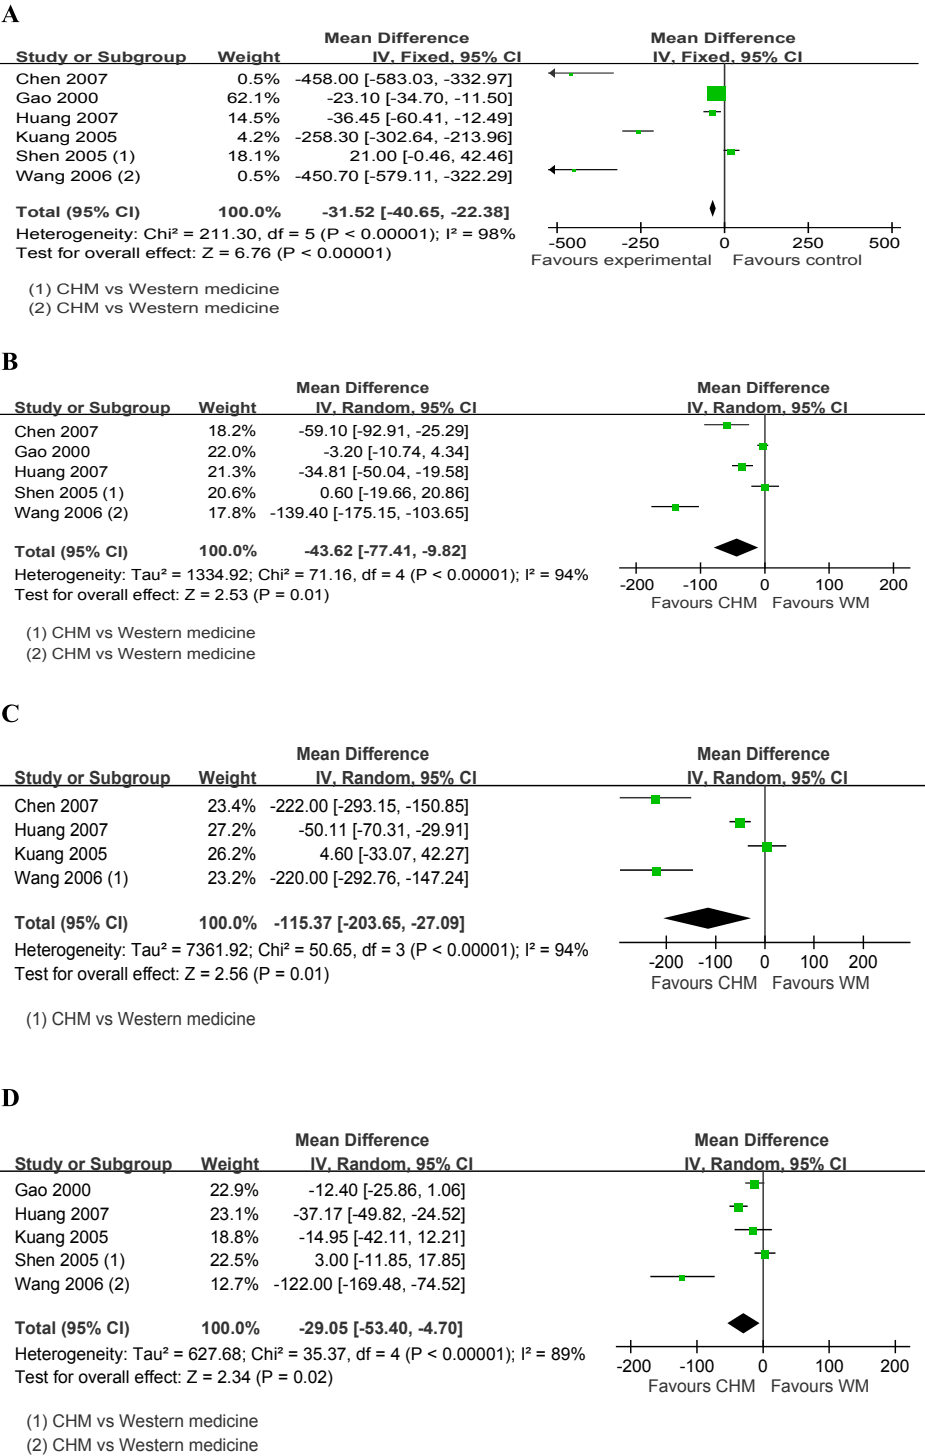 A
Mean Difference Mean Difference
Study or Subgroup Weight IV, Fixed, 95% CI IV, Fixed, 95% CI
Chen 2007 0.5% -458.00 [-583.03, -332.97]
Gao 2000 62.1% -23.10 [-34.70, -11.50]
Huang 2007 14.5% -36.45 [-60.41, -12.49]
Kuang 2005 4.2% -258.30 [-302.64, -213.96]
Shen 2005 (1) 18.1% 21.00 [-0.46, 42.46]
Wang 2006 (2) 0.5% -450.70 [-579.11, -322.29]
Total (95% CI) 100.0% -31.52 [-40.65, -22.38]
Heterogeneity: Chi² = 211.30, df = 5 (P < 0.00001); I² = 98%
Test for overall effect: Z = 6.76 (P < 0.00001)
-500 -250 0 250 500
Favours experimental Favours control
(1) CHM vs Western medicine
(2) CHM vs Western medicine
B
Mean Difference Mean Difference
Study or Subgroup Weight IV, Random, 95% CI IV, Random, 95% CI
Chen 2007 18.2% -59.10 [-92.91, -25.29]
Gao 2000 22.0% -3.20 [-10.74, 4.34]
Huang 2007 21.3% -34.81 [-50.04, -19.58]
Shen 2005 (1) 20.6% 0.60 [-19.66, 20.86]
Wang 2006 (2) 17.8% -139.40 [-175.15, -103.65]
Total (95% CI) 100.0% -43.62 [-77.41, -9.82]
Heterogeneity: Tau² = 1334.92; Chi² = 71.16, df = 4 (P < 0.00001); I² = 94%
Test for overall effect: Z = 2.53 (P = 0.01)
-200 -100 0 100 200
Favours CHM Favours WM
(1) CHM vs Western medicine
(2) CHM vs Western medicine
C
Mean Difference Mean Difference
Study or Subgroup Weight IV, Random, 95% CI IV, Random, 95% CI
Chen 2007 23.4% -222.00 [-293.15, -150.85]
Huang 2007 27.2% -50.11 [-70.31, -29.91]
Kuang 2005 26.2% 4.60 [-33.07, 42.27]
Wang 2006 (1) 23.2% -220.00 [-292.76, -147.24]
Total (95% CI) 100.0% -115.37 [-203.65, -27.09]
Heterogeneity: Tau² = 7361.92; Chi² = 50.65, df = 3 (P < 0.00001); I² = 94%
Test for overall effect: Z = 2.56 (P = 0.01)
-200 -100 0 100 200
Favours CHM Favours WM
(1) CHM vs Western medicine
D
Mean Difference Mean Difference
Study or Subgroup Weight IV, Random, 95% CI IV, Random, 95% CI
Gao 2000 22.9% -12.40 [-25.86, 1.06]
Huang 2007 23.1% -37.17 [-49.82, -24.52]
Kuang 2005 18.8% -14.95 [-42.11, 12.21]
Shen 2005 (1) 22.5% 3.00 [-11.85, 17.85]
Wang 2006 (2) 12.7% -122.00 [-169.48, -74.52]
Total (95% CI) 100.0% -29.05 [-53.40, -4.70]
Heterogeneity: Tau² = 627.68; Chi² = 35.37, df = 4 (P < 0.00001); I² = 89%
Test for overall effect: Z = 2.34 (P = 0.02)
-200 -100 0 100 200
Favours CHM Favours WM
(1) CHM vs Western medicine
(2) CHM vs Western medicine